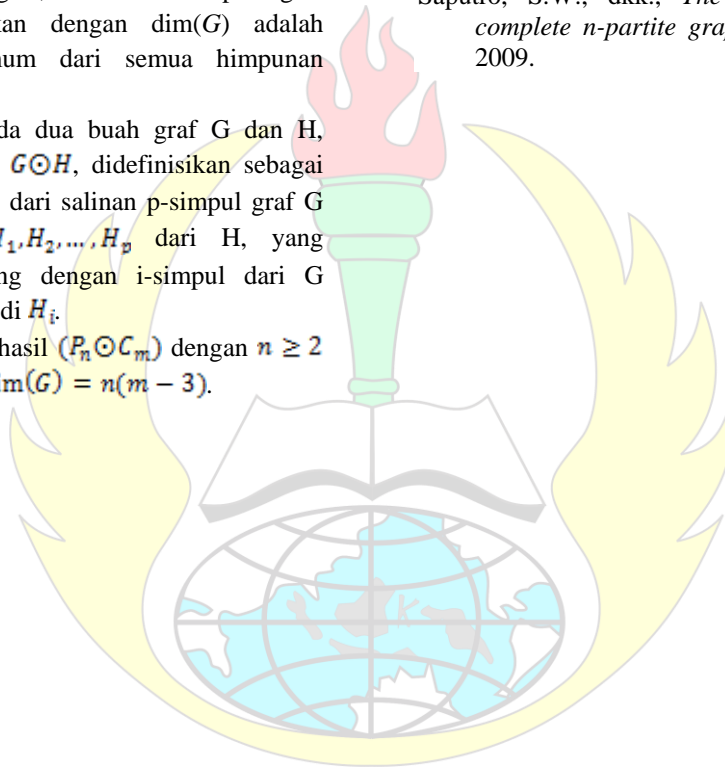 kan dengan dim(G) adalah
num dari semua himpunan
da dua buah graf G dan H,
G⊙H, didefinisikan sebagai
dari salinan p-simpul graf G
H₁,H₂,…,Hₚ dari H, yang
ng dengan i-simpul dari G
di Hᵢ.
hasil (Pₙ⊙Cₘ) dengan n ≥ 2
im(G) = n(m − 3).
Saputro, S.W., dkk., The
complete n-partite gra
2009.
K